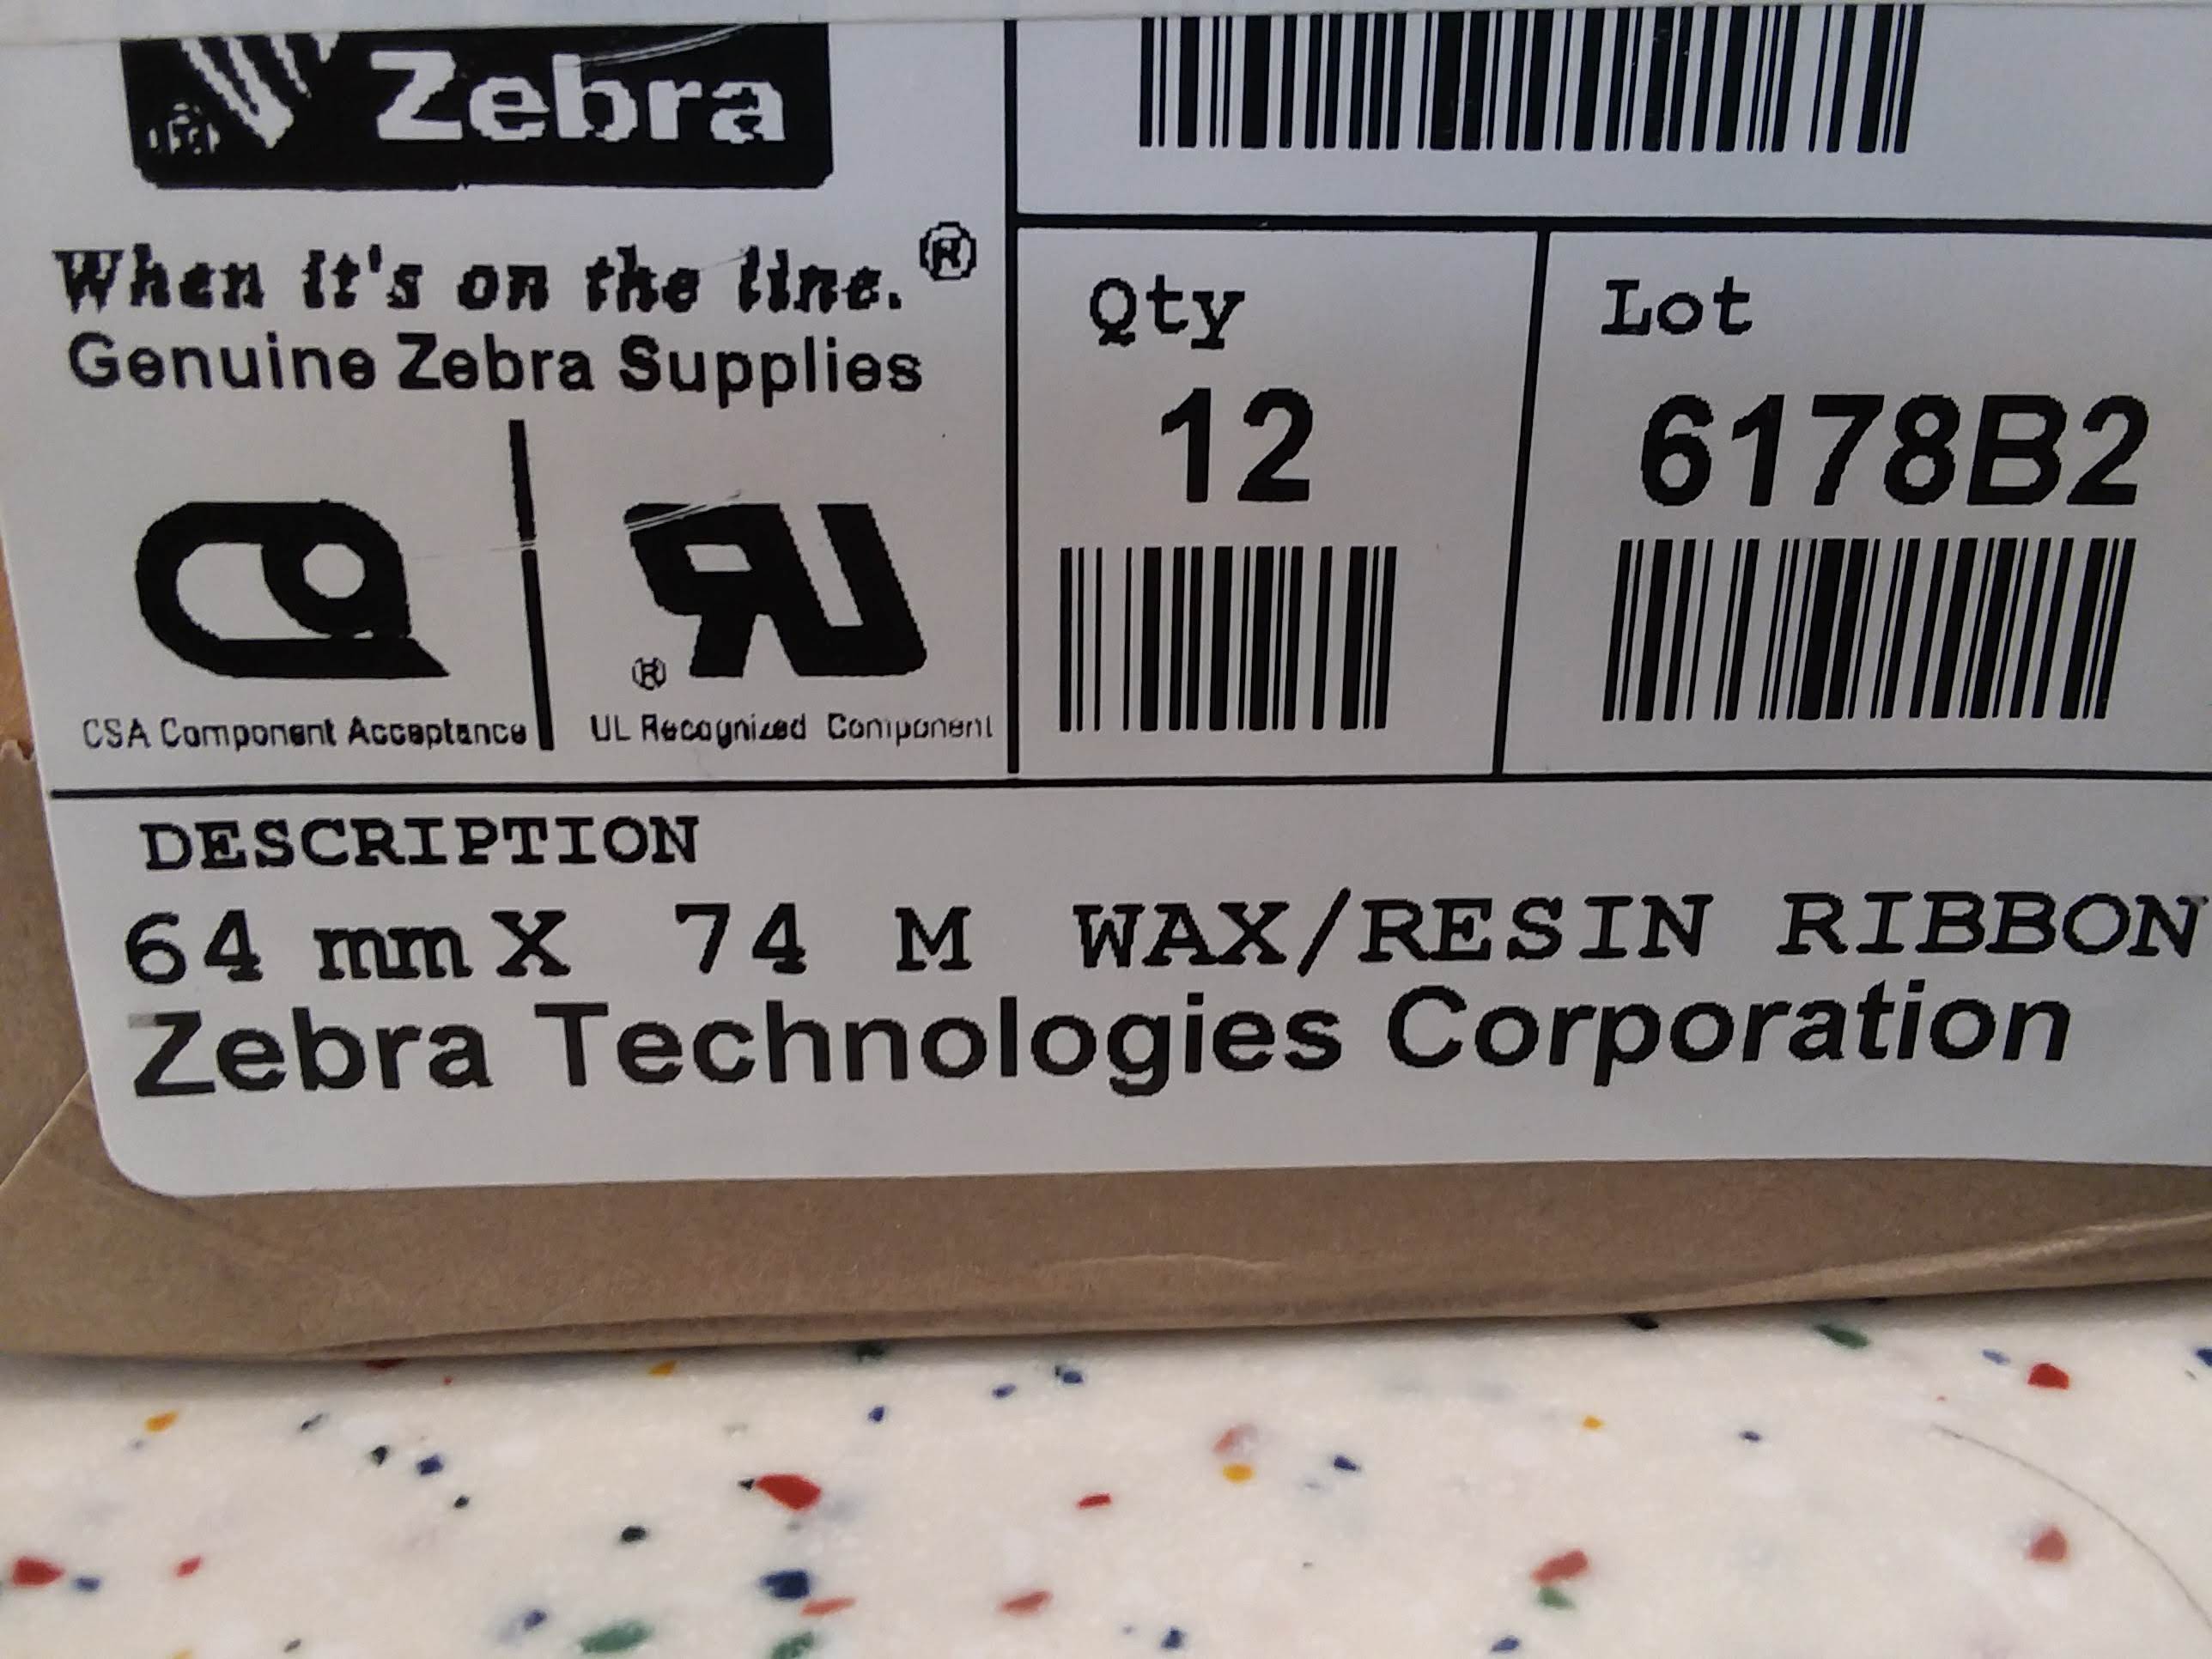 Zebra
When it's on the line.®
Genuine Zebra Supplies
®
CSA Component Acceptance
UL Recognized Component
Qty
12
Lot
6178B2
DESCRIPTION
64 mm X 74 M WAX/RESIN RIBBON
Zebra Technologies Corporation